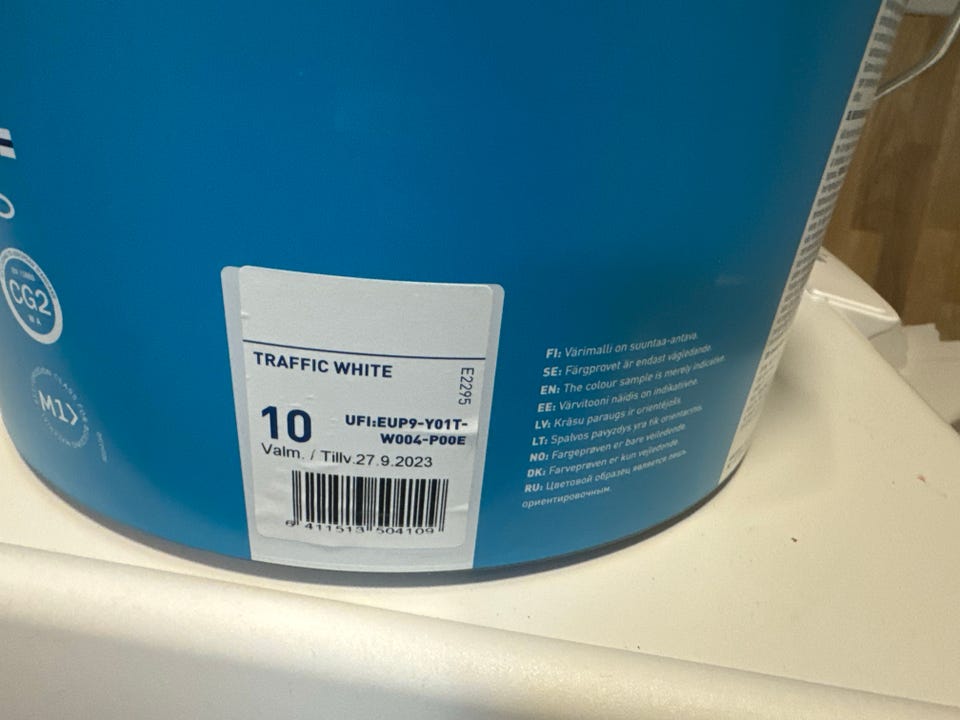 CG2
M1
TRAFFIC WHITE
E2295
10
UFI:EUP9-Y01T-
W004-P00E
Valm. / Tillv.27.9.2023
6 411513 504109
FI: Värimalli on suuntaa-antava.
SE: Färgprovet är endast vägledande.
EN: The colour sample is merely indicative.
EE: Värvitooni näidis on indikatiivne.
LV: Krāsu paraugs ir orientējošs.
LT: Spalvos pavyzdys yra tik orientacinis.
NO: Fargeprøven er bare veiledende.
DK: Farveprøven er kun vejledende.
RU: Цветовой образец является лишь
ориентировочным.